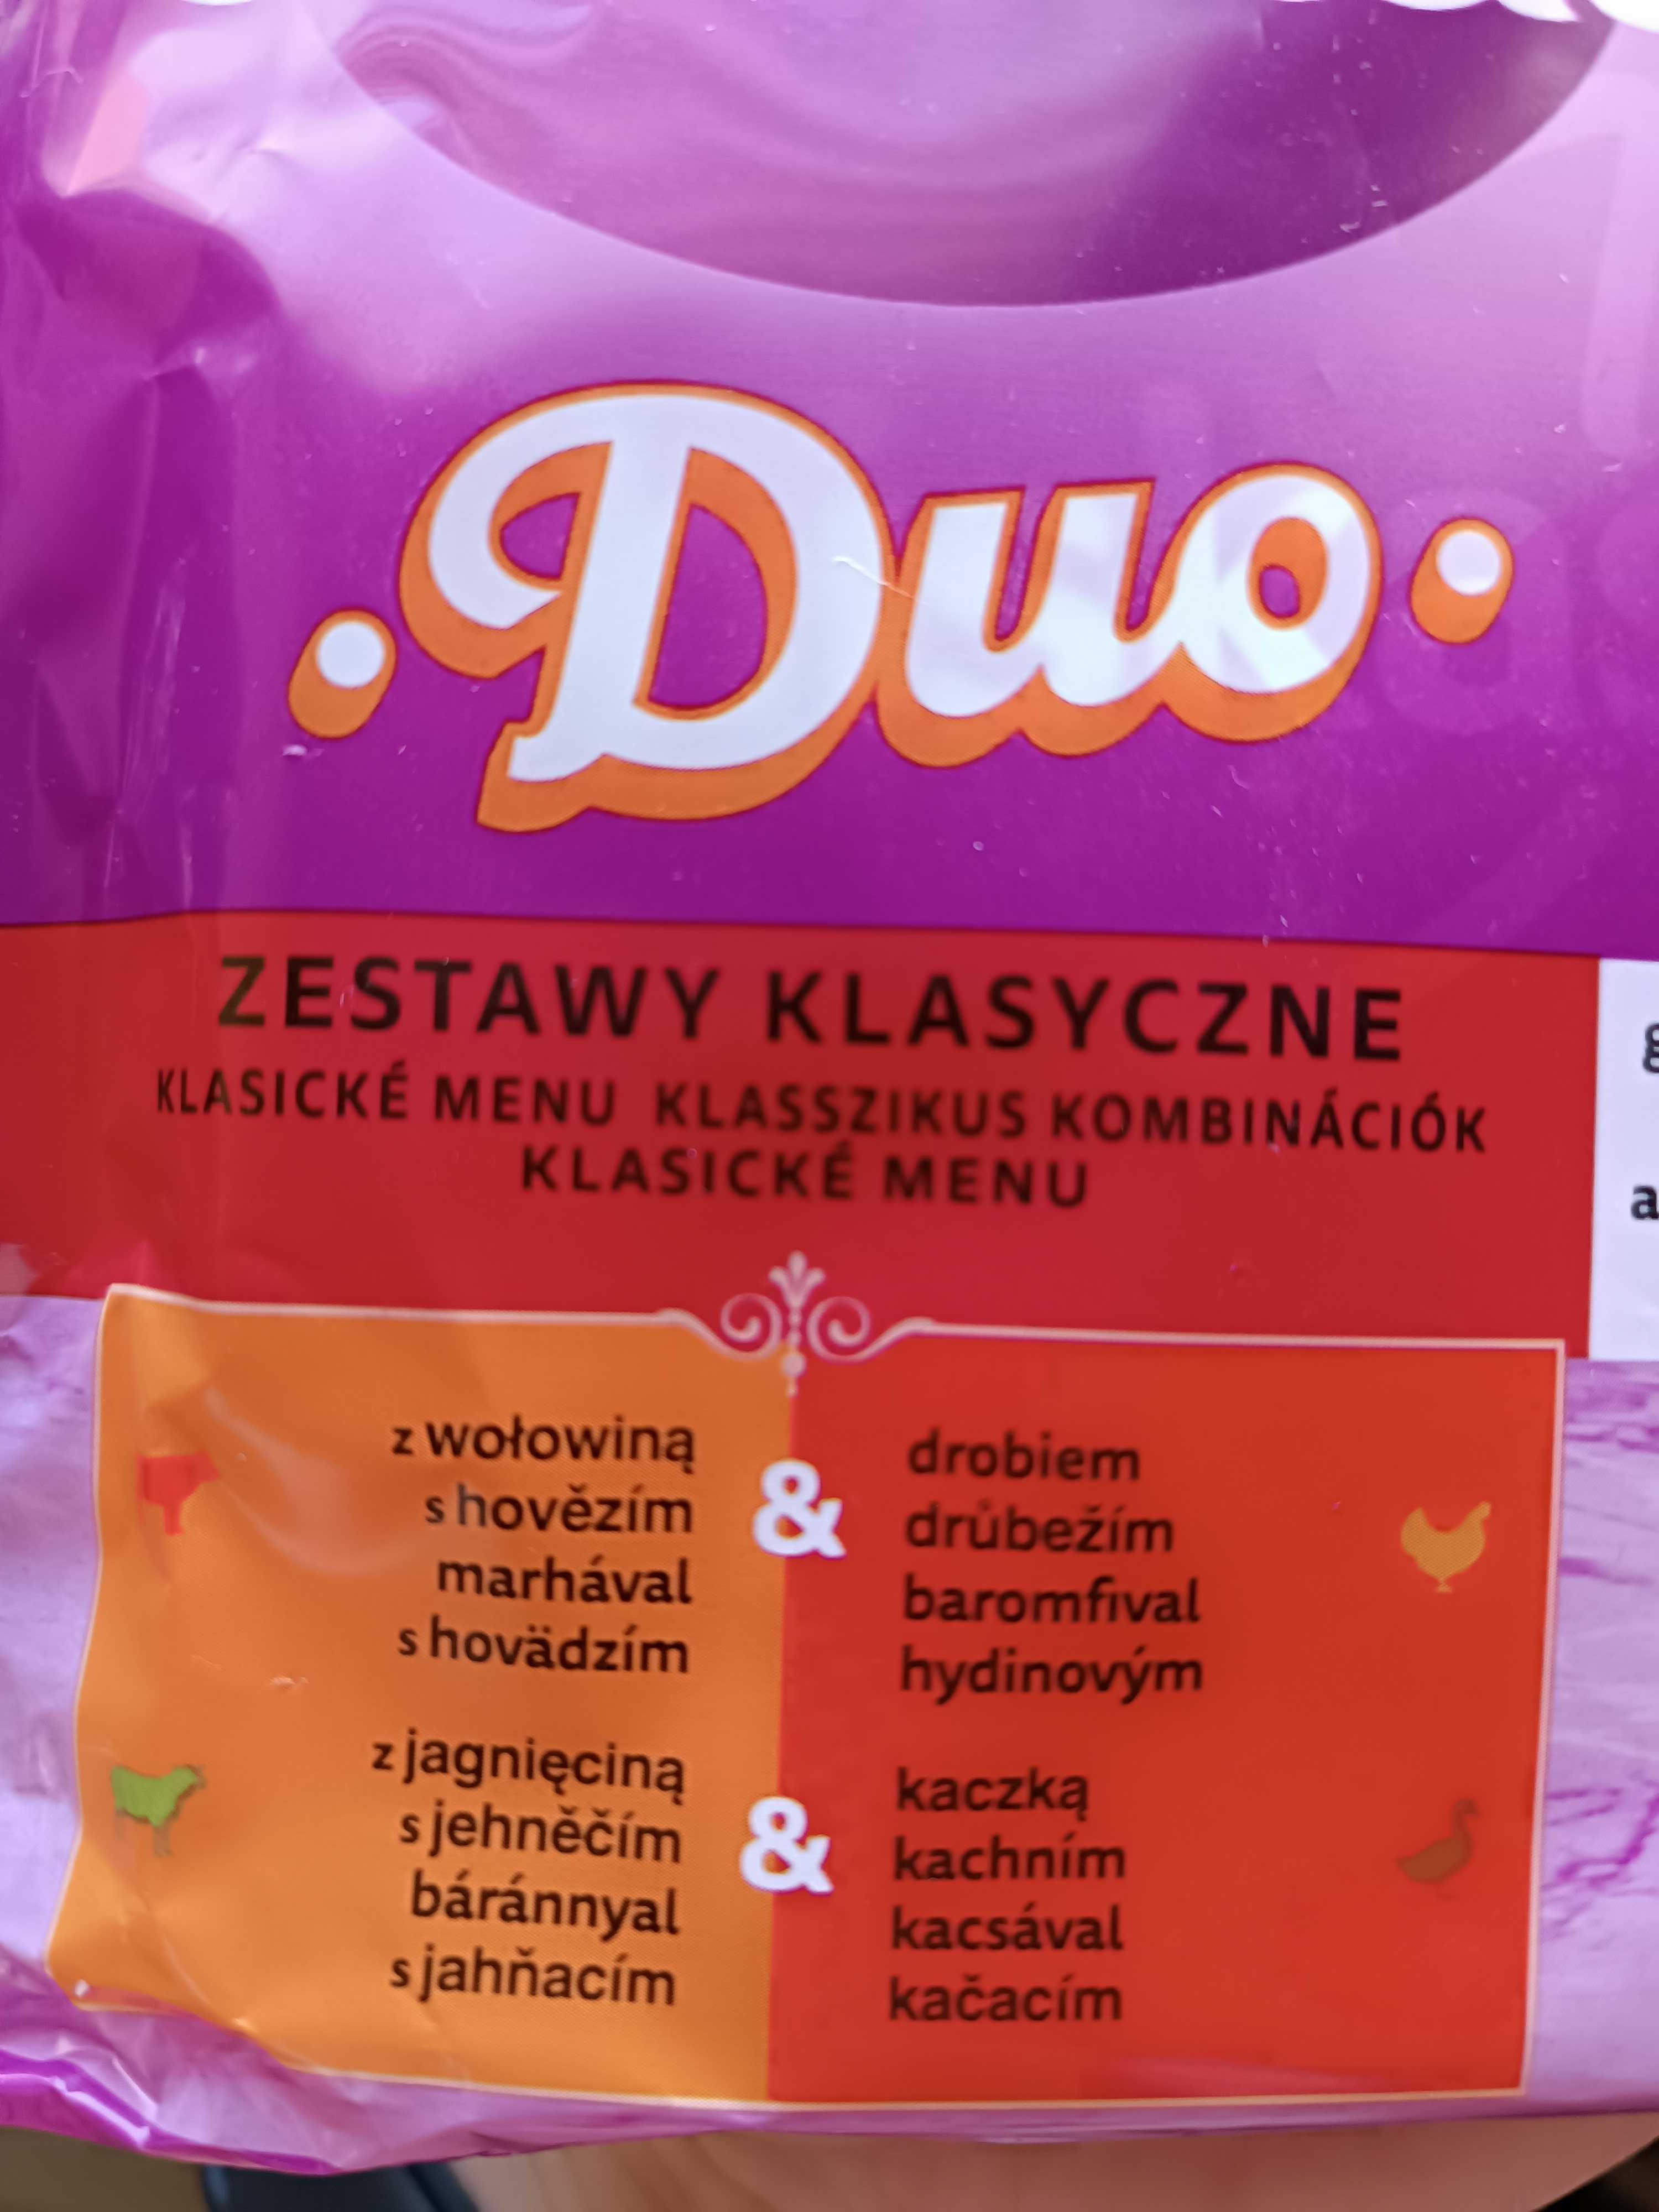 Duo
ZESTAWY KLASYCZNE
KLASICKÉ MENU KLASSZIKUS KOMBINÁCIÓK
KLASICKÉ MENU
z wołowiną & drobiem
s hovězím drůbežím
marhával baromfival
s hovädzím hydinovým
z jagnięciną & kaczką
s jehněčím kachním
báránnyal kacsával
s jahňacím kačacím